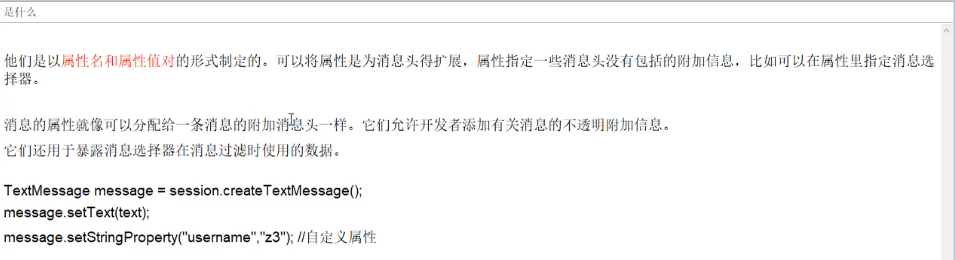 是什么
他们是以属性名和属性值对的形式制定的。可以将属性是为消息头得扩展，属性指定一些消息头没有包括的附加信息，比如可以在属性里指定消息选
择器。
消息的属性就像可以分配给一条消息的附加消息头一样。它们允许开发者添加有关消息的不透明附加信息。
它们还用于暴露消息选择器在消息过滤时使用的数据。
TextMessage message = session.createTextMessage();
message.setText(text);
message.setStringProperty("username","z3"); //自定义属性